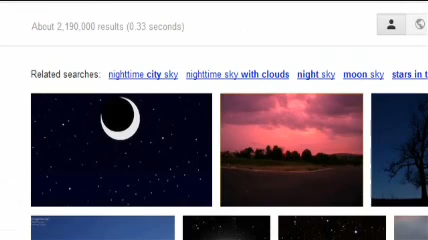 About 2,190,000 results (0.33 seconds)
Related searches: nighttime city sky nighttime sky with clouds night sky moon sky stars in t